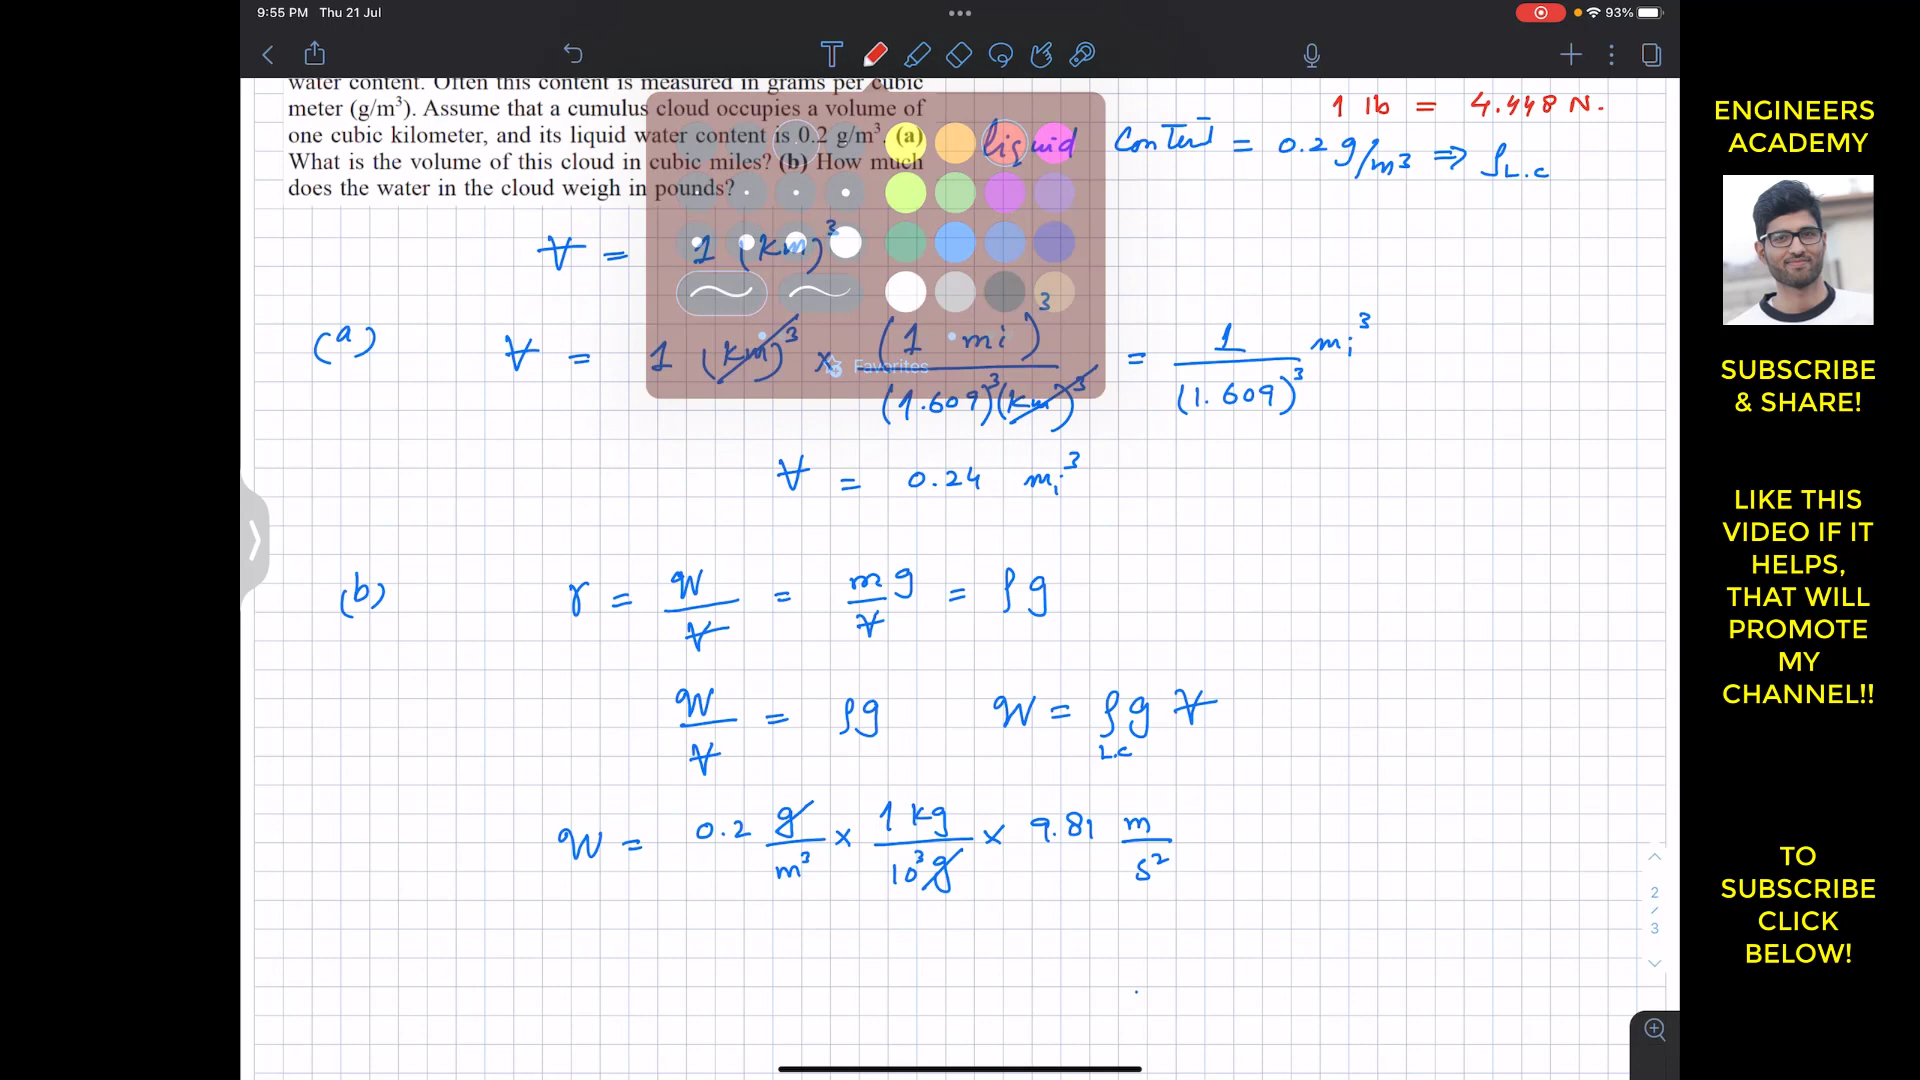 9:55 PM Thu 21 Jul
93%
water content. Often this content is measured in grams per cubic
meter (g/m³). Assume that a cumulus cloud occupies a volume of
one cubic kilometer, and its liquid water content is 0.2 g/m³. (a)
What is the volume of this cloud in cubic miles? (b) How much
does the water in the cloud weigh in pounds?
1 lb = 4.448 N.
liquid Content = 0.2 g/m3 ⇒ ρL.C
V = 1 (km)³
(a) V = 1 (km)³ × (1 mi)³ / (1.609)³(km)³ = 1 / (1.609)³ mi³
Favorites
V = 0.24 mi³
(b) γ = W / V = m g / V = ρ g
W / V = ρg W = ρ g V
L.C
W = 0.2 g / m³ × 1 kg / 10³ g × 9.81 m / s²
2
/
3
ENGINEERS
ACADEMY
SUBSCRIBE
& SHARE!
LIKE THIS
VIDEO IF IT
HELPS,
THAT WILL
PROMOTE
MY
CHANNEL!!
TO
SUBSCRIBE
CLICK
BELOW!